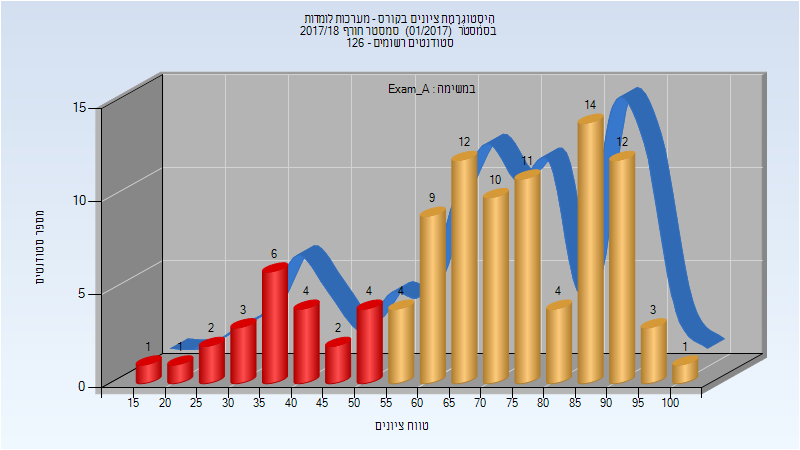 היסטוגרמת ציונים בקורס - מערכות לומדות
בסמסטר (01/2017) סמסטר חורף 2017/18
סטודנטים רשומים - 126
במשימה : Exam_A
15
10
5
0
מספר סטודנטים
1 1 2 3 6 4 2 4 4 9 12 10 11 4 14 12 3 1
15 20 25 30 35 40 45 50 55 60 65 70 75 80 85 90 95 100
טווח ציונים